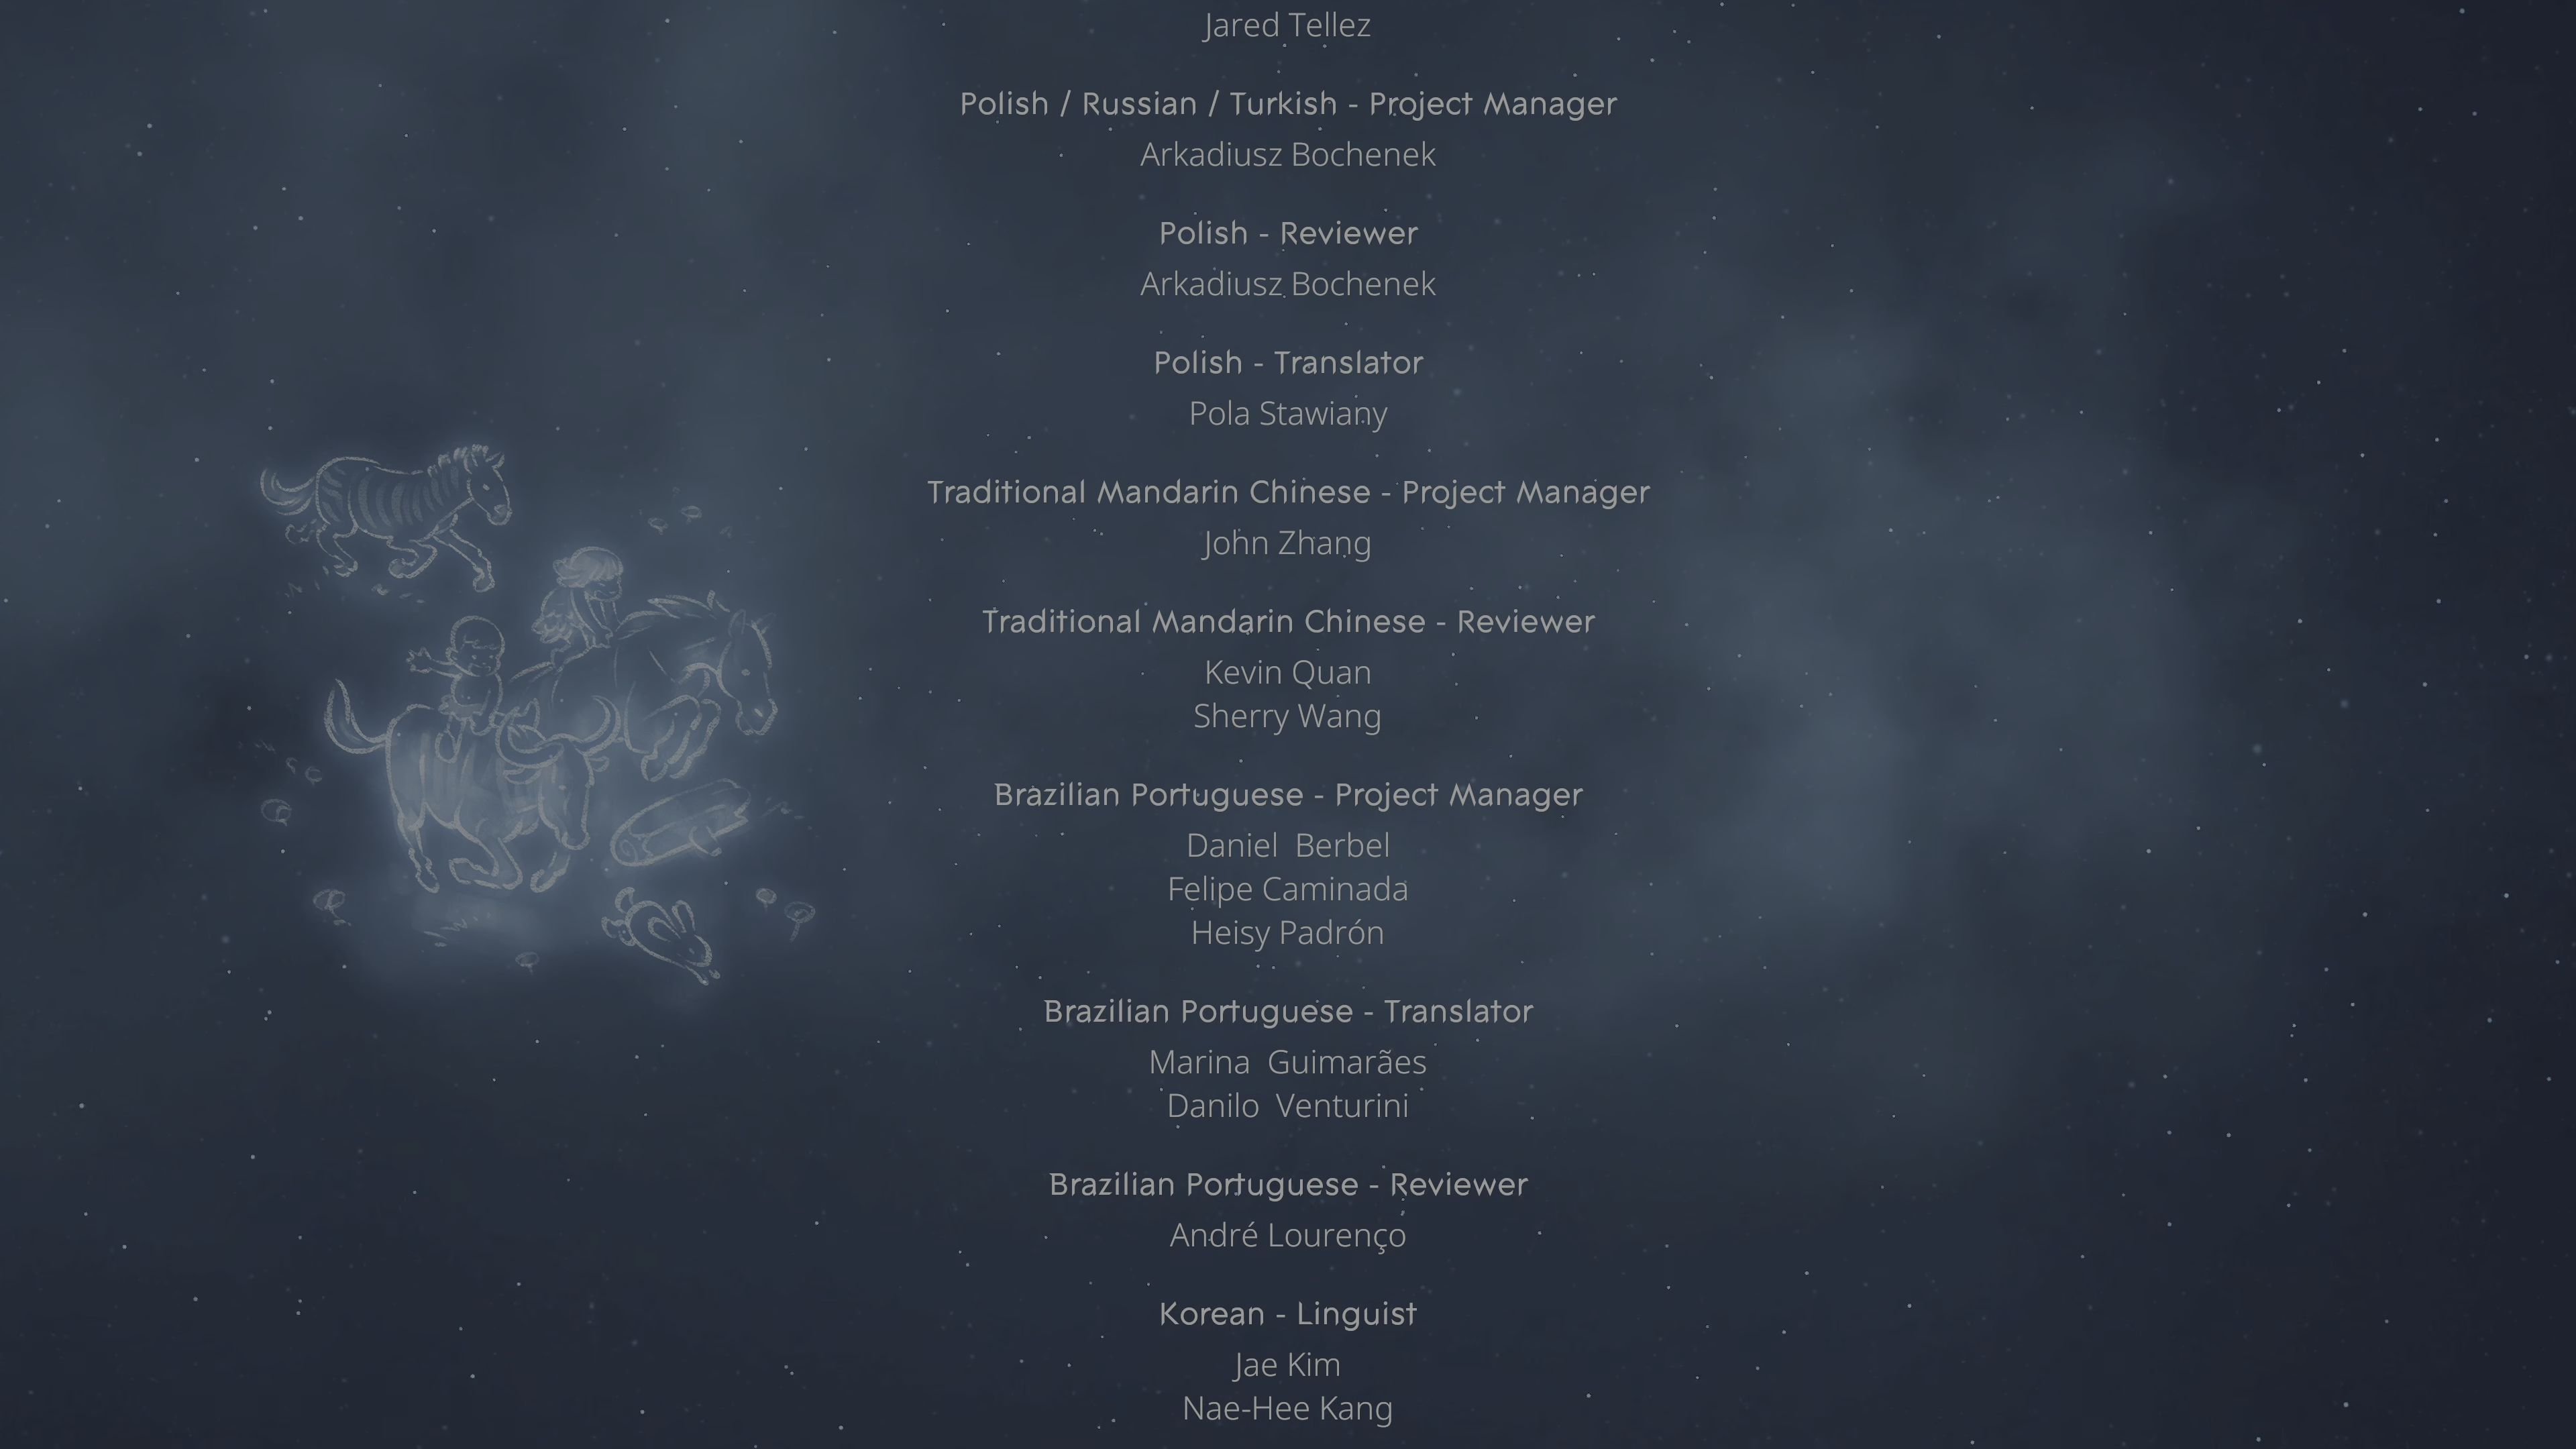 Jared Tellez
Polish / Russian / Turkish - Project Manager
Arkadiusz Bochenek
Polish - Reviewer
Arkadiusz Bochenek
Polish - Translator
Pola Stawiany
Traditional Mandarin Chinese - Project Manager
John Zhang
Traditional Mandarin Chinese - Reviewer
Kevin Quan
Sherry Wang
Brazilian Portuguese - Project Manager
Daniel  Berbel
Felipe Caminada
Heisy Padrón
Brazilian Portuguese - Translator
Marina  Guimarães
Danilo  Venturini
Brazilian Portuguese - Reviewer
André Lourenço
Korean - Linguist
Jae Kim
Nae-Hee Kang